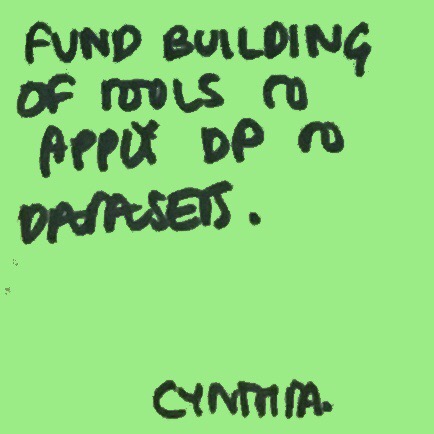 FUND BUILDING
OF TOOLS TO
APPLY DP TO
DATASETS.
CYNTHIA.